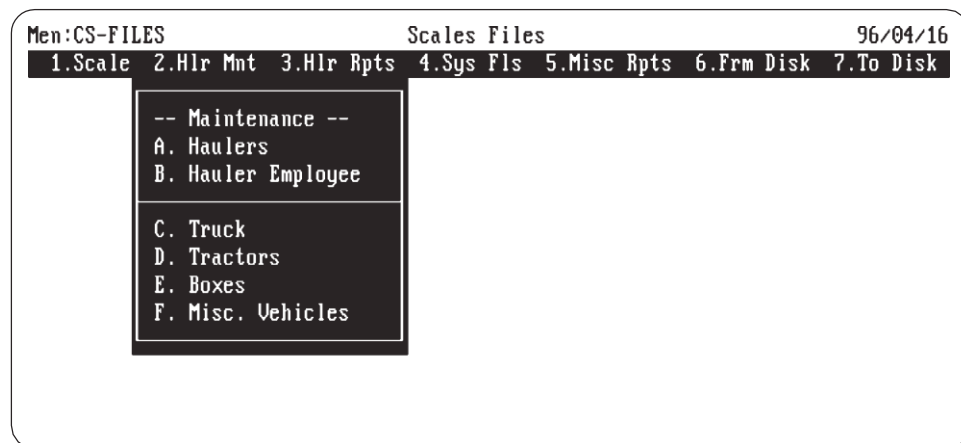 Men:CS-FILES Scales Files 96/04/16
1.Scale 2.Hlr Mnt 3.Hlr Rpts 4.Sys Fls 5.Misc Rpts 6.Frm Disk 7.To Disk
-- Maintenance --
A. Haulers
B. Hauler Employee
C. Truck
D. Tractors
E. Boxes
F. Misc. Vehicles